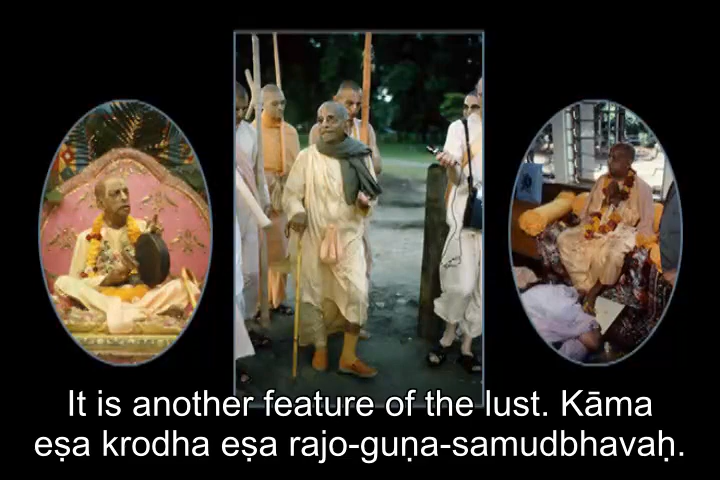 It is another feature of the lust. Kāma
eṣa krodha eṣa rajo-guṇa-samudbhavaḥ.